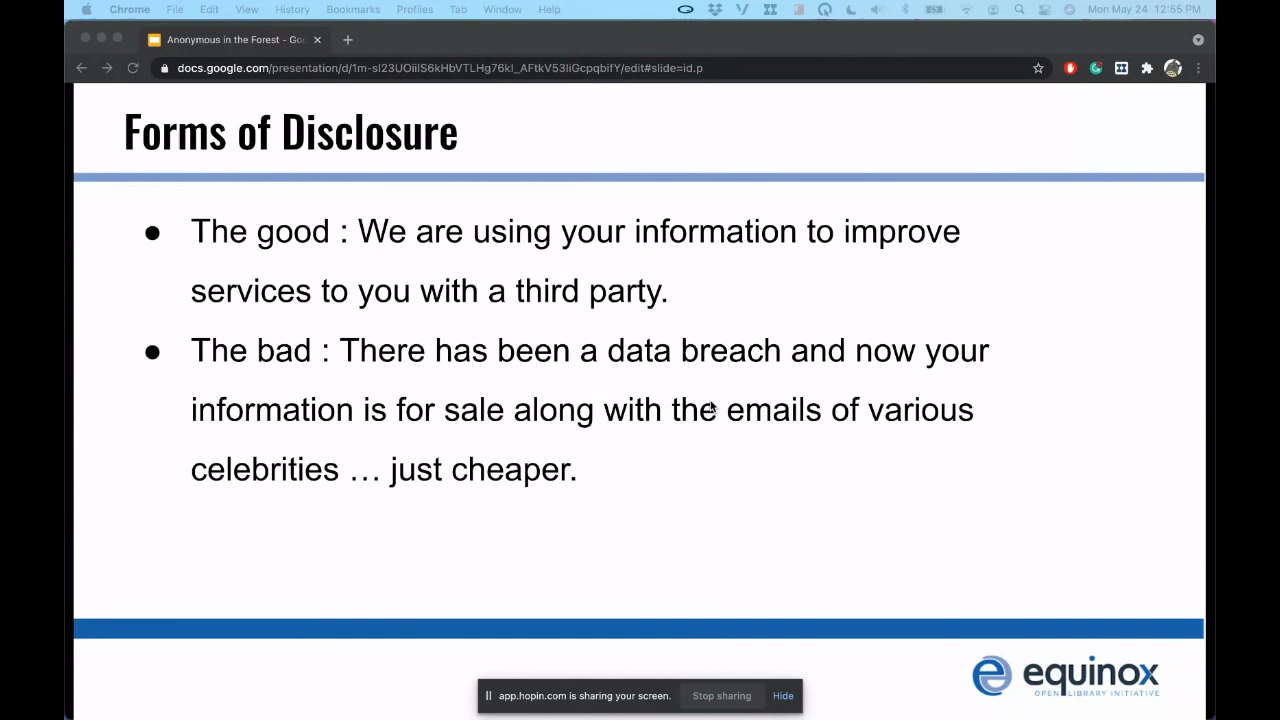 Chrome File Edit View History Bookmarks Profiles Tab Window Help Mon May 24 12:55 PM
Anonymous in the Forest - Goo
docs.google.com/presentation/d/1m-sI23UOiilS6kHbVTLHg76kI_AFtkV53IiGcpqbifY/edit#slide=id.p
Forms of Disclosure
● The good : We are using your information to improve
services to you with a third party.
● The bad : There has been a data breach and now your
information is for sale along with the emails of various
celebrities … just cheaper.
equinox
OPEN LIBRARY INITIATIVE
app.hopin.com is sharing your screen. Stop sharing Hide